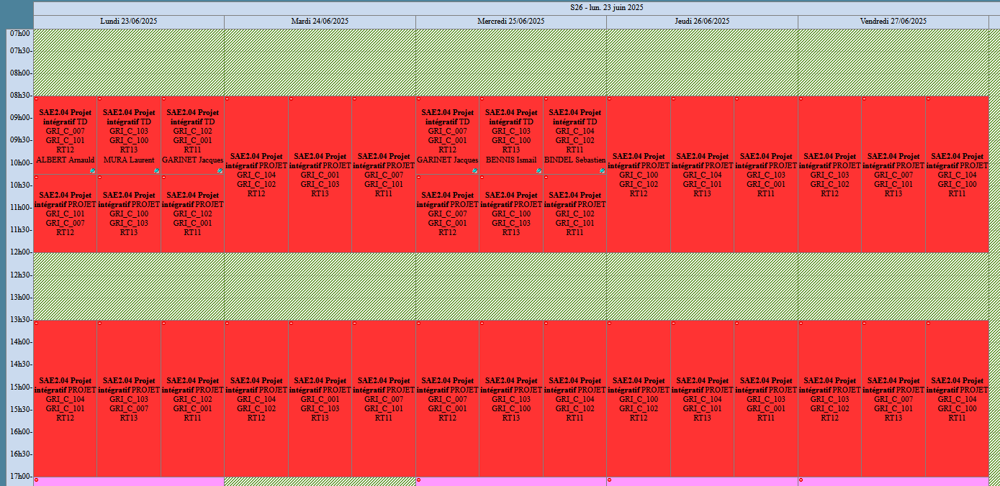 S26 - lun. 23 juin 2025
Lundi 23/06/2025
Mardi 24/06/2025
Mercredi 25/06/2025
Jeudi 26/06/2025
Vendredi 27/06/2025
07h00
07h30-
08h00-
08h30-
09h00-
09h30-
10h00-
10h30-
11h00-
11h30-
12h00-
12h30-
13h00-
13h30-
14h00-
14h30-
15h00-
15h30-
16h00-
16h30-
17h00-
SAE2.04 Projet
intégratif TD
GRI_C_007
GRI_C_101
RT12
ALBERT Arnauld
SAE2.04 Projet
intégratif TD
GRI_C_103
GRI_C_100
RT13
MURA Laurent
SAE2.04 Projet
intégratif TD
GRI_C_102
GRI_C_001
RT11
GARINET Jacques
SAE2.04 Projet
intégratif PROJET
GRI_C_101
GRI_C_007
RT12
SAE2.04 Projet
intégratif PROJET
GRI_C_100
GRI_C_103
RT13
SAE2.04 Projet
intégratif PROJET
GRI_C_102
GRI_C_001
RT11
SAE2.04 Projet
intégratif PROJET
GRI_C_104
GRI_C_102
RT12
SAE2.04 Projet
intégratif PROJET
GRI_C_001
GRI_C_103
RT13
SAE2.04 Projet
intégratif PROJET
GRI_C_007
GRI_C_101
RT11
SAE2.04 Projet
intégratif TD
GRI_C_007
GRI_C_001
RT12
GARINET Jacques
SAE2.04 Projet
intégratif TD
GRI_C_103
GRI_C_100
RT13
BENNIS Ismail
SAE2.04 Projet
intégratif TD
GRI_C_104
GRI_C_102
RT11
BINDEL Sebastien
SAE2.04 Projet
intégratif PROJET
GRI_C_007
GRI_C_001
RT12
SAE2.04 Projet
intégratif PROJET
GRI_C_100
GRI_C_103
RT13
SAE2.04 Projet
intégratif PROJET
GRI_C_102
GRI_C_101
RT11
SAE2.04 Projet
intégratif PROJET
GRI_C_100
GRI_C_102
RT12
SAE2.04 Projet
intégratif PROJET
GRI_C_104
GRI_C_101
RT13
SAE2.04 Projet
intégratif PROJET
GRI_C_103
GRI_C_001
RT11
SAE2.04 Projet
intégratif PROJET
GRI_C_103
GRI_C_102
RT12
SAE2.04 Projet
intégratif PROJET
GRI_C_007
GRI_C_101
RT13
SAE2.04 Projet
intégratif PROJET
GRI_C_104
GRI_C_100
RT11
SAE2.04 Projet
intégratif PROJET
GRI_C_104
GRI_C_101
RT12
SAE2.04 Projet
intégratif PROJET
GRI_C_103
GRI_C_007
RT13
SAE2.04 Projet
intégratif PROJET
GRI_C_102
GRI_C_001
RT11
SAE2.04 Projet
intégratif PROJET
GRI_C_104
GRI_C_102
RT12
SAE2.04 Projet
intégratif PROJET
GRI_C_001
GRI_C_103
RT13
SAE2.04 Projet
intégratif PROJET
GRI_C_007
GRI_C_101
RT11
SAE2.04 Projet
intégratif PROJET
GRI_C_007
GRI_C_001
RT12
SAE2.04 Projet
intégratif PROJET
GRI_C_103
GRI_C_100
RT13
SAE2.04 Projet
intégratif PROJET
GRI_C_104
GRI_C_102
RT11
SAE2.04 Projet
intégratif PROJET
GRI_C_100
GRI_C_102
RT12
SAE2.04 Projet
intégratif PROJET
GRI_C_104
GRI_C_101
RT13
SAE2.04 Projet
intégratif PROJET
GRI_C_103
GRI_C_001
RT11
SAE2.04 Projet
intégratif PROJET
GRI_C_103
GRI_C_102
RT12
SAE2.04 Projet
intégratif PROJET
GRI_C_007
GRI_C_101
RT13
SAE2.04 Projet
intégratif PROJET
GRI_C_104
GRI_C_100
RT11